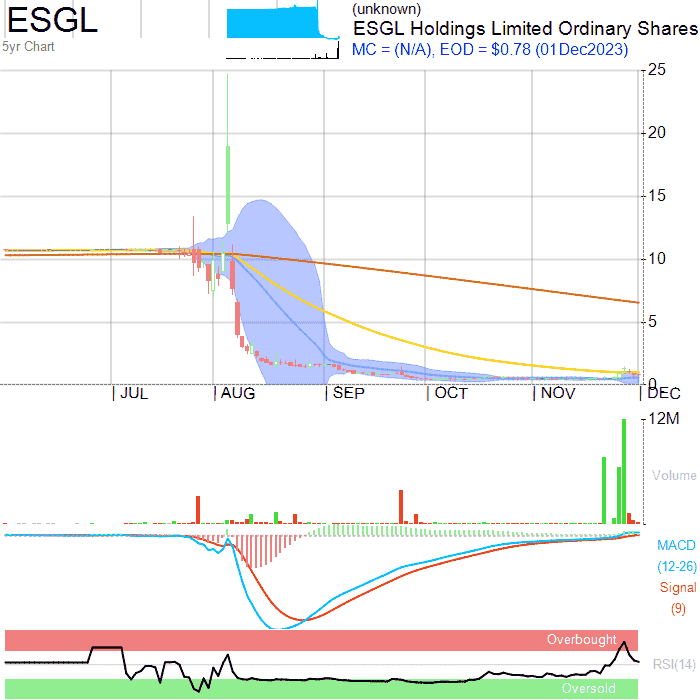 ESGL
(unknown)
ESGL Holdings Limited Ordinary Shares
5yr Chart
MC = (N/A), EOD = $0.78 (01Dec2023)
25
20
15
10
5
0
JUL AUG SEP OCT NOV DEC
12M
Volume
MACD
(12-26)
Signal
(9)
Overbought
RSI(14)
Oversold